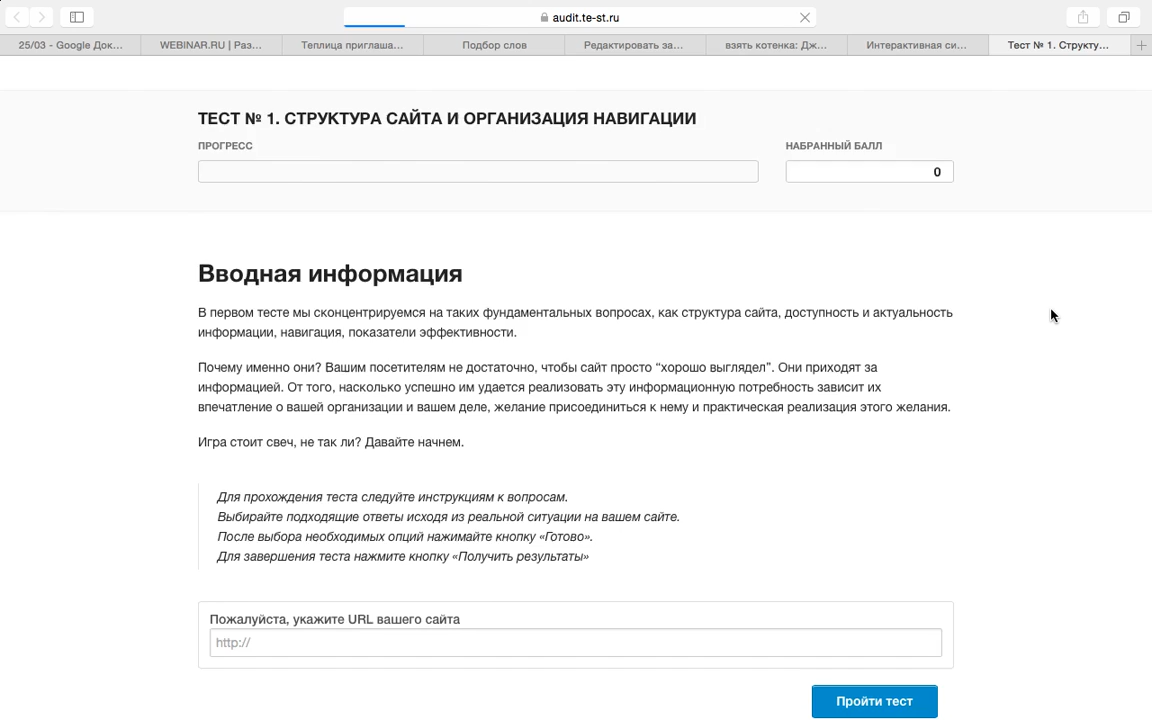 audit.te-st.ru
25/03 - Google Док...
WEBINAR.RU | Раз...
Теплица приглаша...
Подбор слов
Редактировать за...
взять котенка: Дж...
Интерактивная си...
Тест № 1. Структу...
ТЕСТ № 1. СТРУКТУРА САЙТА И ОРГАНИЗАЦИЯ НАВИГАЦИИ
ПРОГРЕСС
НАБРАННЫЙ БАЛЛ
0
Вводная информация
В первом тесте мы сконцентрируемся на таких фундаментальных вопросах, как структура сайта, доступность и актуальность
информации, навигация, показатели эффективности.
Почему именно они? Вашим посетителям не достаточно, чтобы сайт просто “хорошо выглядел”. Они приходят за
информацией. От того, насколько успешно им удается реализовать эту информационную потребность зависит их
впечатление о вашей организации и вашем деле, желание присоединиться к нему и практическая реализация этого желания.
Игра стоит свеч, не так ли? Давайте начнем.
Для прохождения теста следуйте инструкциям к вопросам.
Выбирайте подходящие ответы исходя из реальной ситуации на вашем сайте.
После выбора необходимых опций нажимайте кнопку «Готово».
Для завершения теста нажмите кнопку «Получить результаты»
Пожалуйста, укажите URL вашего сайта
http://
Пройти тест